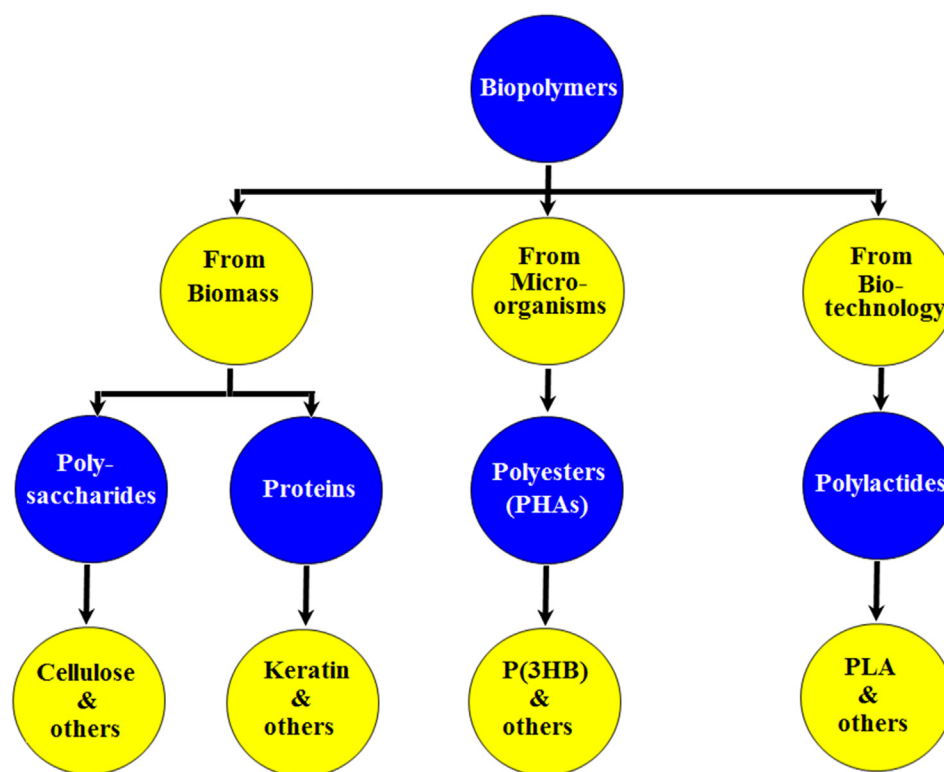 Biopolymers
From
Biomass
From
Micro-
organisms
From
Bio-
technology
Poly-
saccharides
Proteins
Polyesters
(PHAs)
Polylactides
Cellulose
&
others
Keratin
&
others
P(3HB)
&
others
PLA
&
others